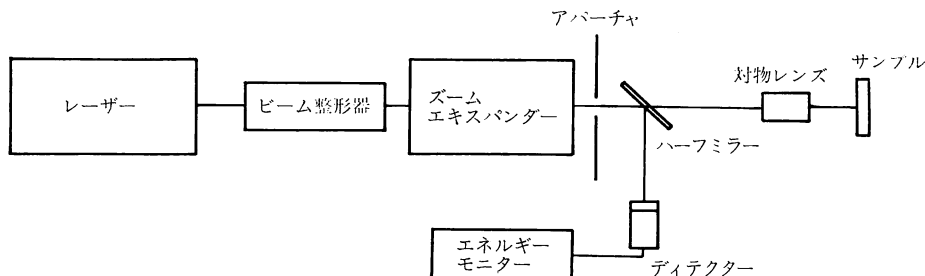 アパーチャ
サンプル
対物レンズ
レーザー
ビーム整形器
ズーム
エキスパンダー
ハーフミラー
エネルギー
モニター
ディテクター